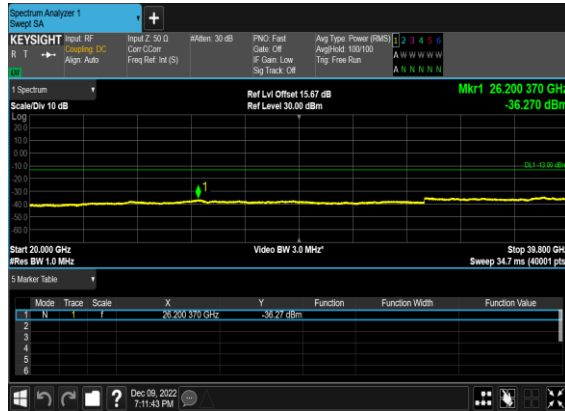 Spectrum Analyzer 1
Swept SA
+
KEYSIGHT Input: RF Input Z: 50 Ω #Atten: 30 dB PNO: Fast Avg Type: Power (RMS) 1 2 3 4 5 6
R T Coupling: DC Corr CCorr Gate: Off Avg|Hold: 100/100 A W W W W W
Align: Auto Freq Ref: Int (S) IF Gain: Low Trig: Free Run
LW Sig Track: Off A N N N N N
1 Spectrum Ref Lvl Offset 15.67 dB Mkr1 26.200 370 GHz
Scale/Div 10 dB Ref Level 30.00 dBm -36.270 dBm
Log
20.0
10.0
0.00
-10.0 DL1 -13.00 dBm
-20.0
-30.0 1
-40.0
-50.0
-60.0
Start 20.000 GHz Video BW 3.0 MHz* Stop 39.800 GHz
#Res BW 1.0 MHz Sweep 34.7 ms (40001 pts)
5 Marker Table
Mode Trace Scale X Y Function Function Width Function Value
1 N 1 f 26.200 370 GHz -36.27 dBm
2
3
4
5
6
? Dec 09, 2022
7:11:43 PM